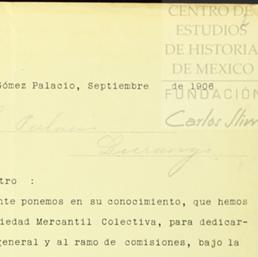 CENTRO DE
ESTUDIOS
DE HISTORIA
DE MEXICO
FUNDACIÓN
Carlos Slim
Gómez Palacio, Septiembre de 1906
Durango.
tro :
nte ponemos en su conocimiento, que hemos
iedad Mercantil Colectiva, para dedicar-
general y al ramo de comisiones, bajo la